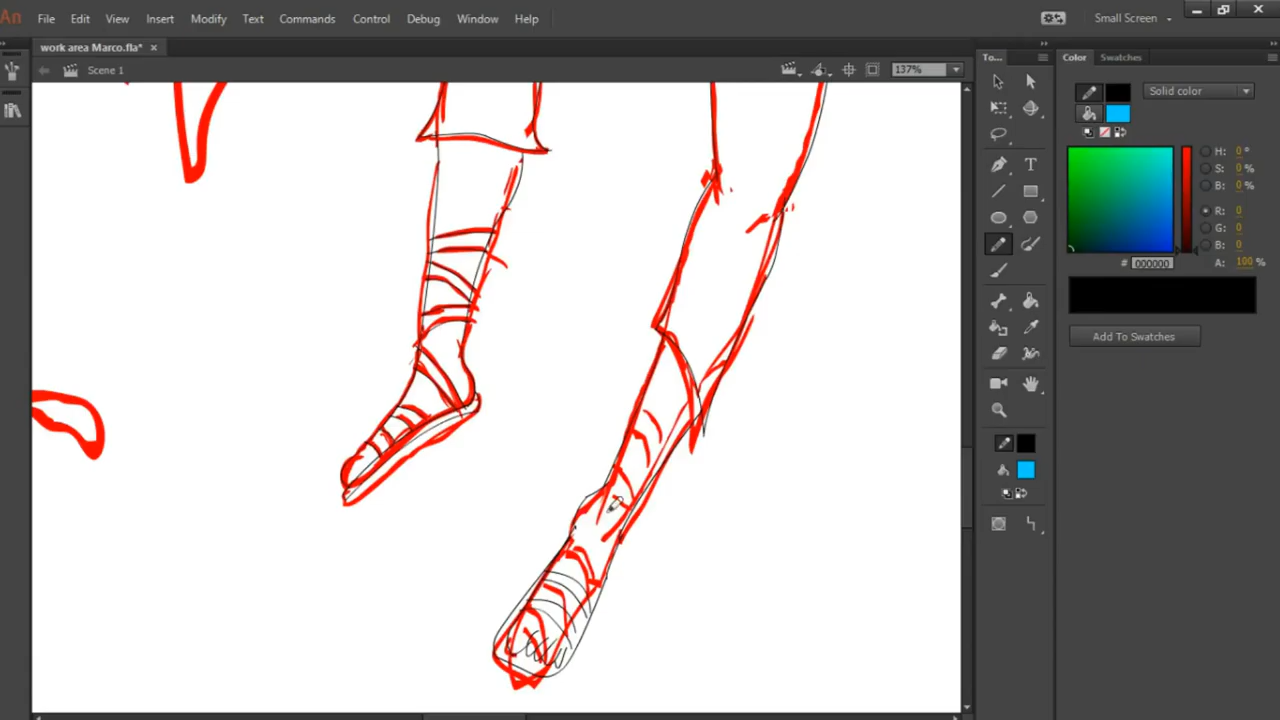 An File Edit View Insert Modify Text Commands Control Debug Window Help Small Screen
work area Marco.fla* ×
Scene 1 137%
To...
Color Swatches
Solid color
H: 0 °
S: 0 %
B: 0 %
R: 0
G: 0
B: 0
# 000000 A: 100 %
Add To Swatches
T